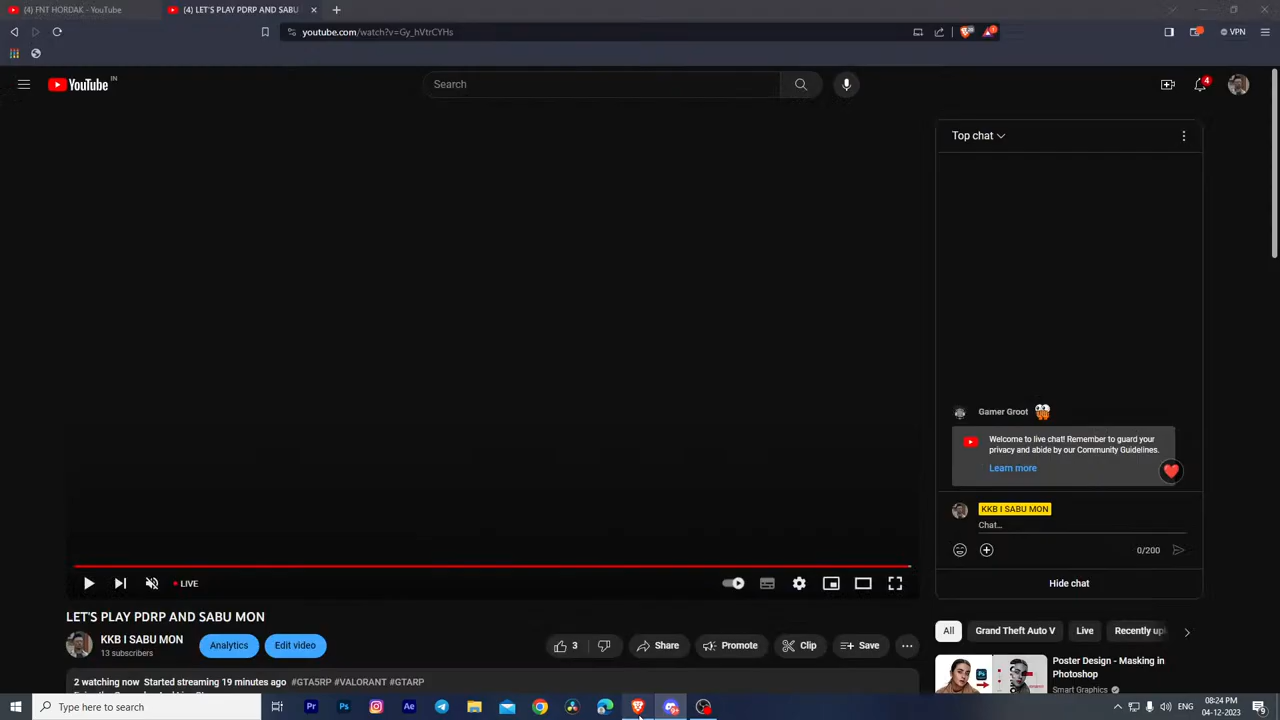 (4) FNT HORDAK - YouTube
(4) LET'S PLAY PDRP AND SABU
youtube.com/watch?v=Gy_hVtrCYHs
VPN
YouTube IN
Search
4
Top chat
Gamer Groot
Welcome to live chat! Remember to guard your
privacy and abide by our Community Guidelines.
Learn more
KKB I SABU MON
Chat...
0/200
LIVE
Hide chat
LET'S PLAY PDRP AND SABU MON
KKB I SABU MON
13 subscribers
Analytics
Edit video
3
Share
Promote
Clip
Save
All
Grand Theft Auto V
Live
Recently upl
2 watching now Started streaming 19 minutes ago #GTA5RP #VALORANT #GTARP
Poster Design - Masking in
Photoshop
Smart Graphics
Type here to search
Pr
Ps
Ae
ENG
08:24 PM
04-12-2023